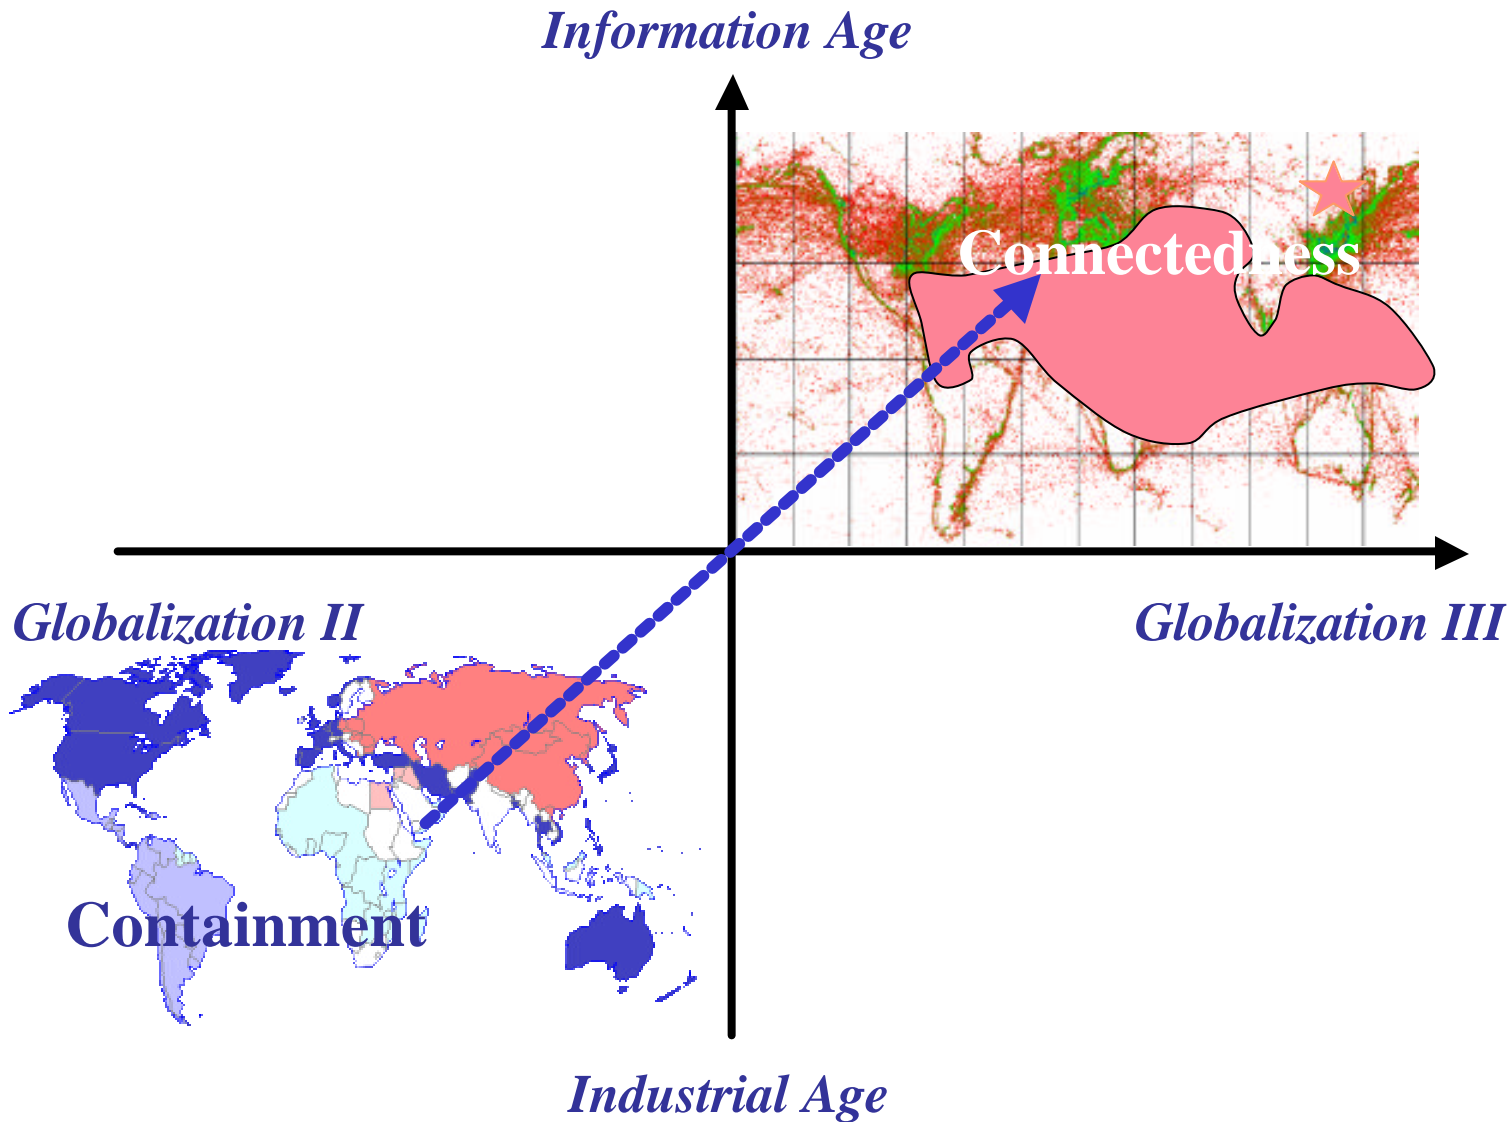 Information Age
Connectedness
Globalization II
Globalization III
Containment
Industrial Age